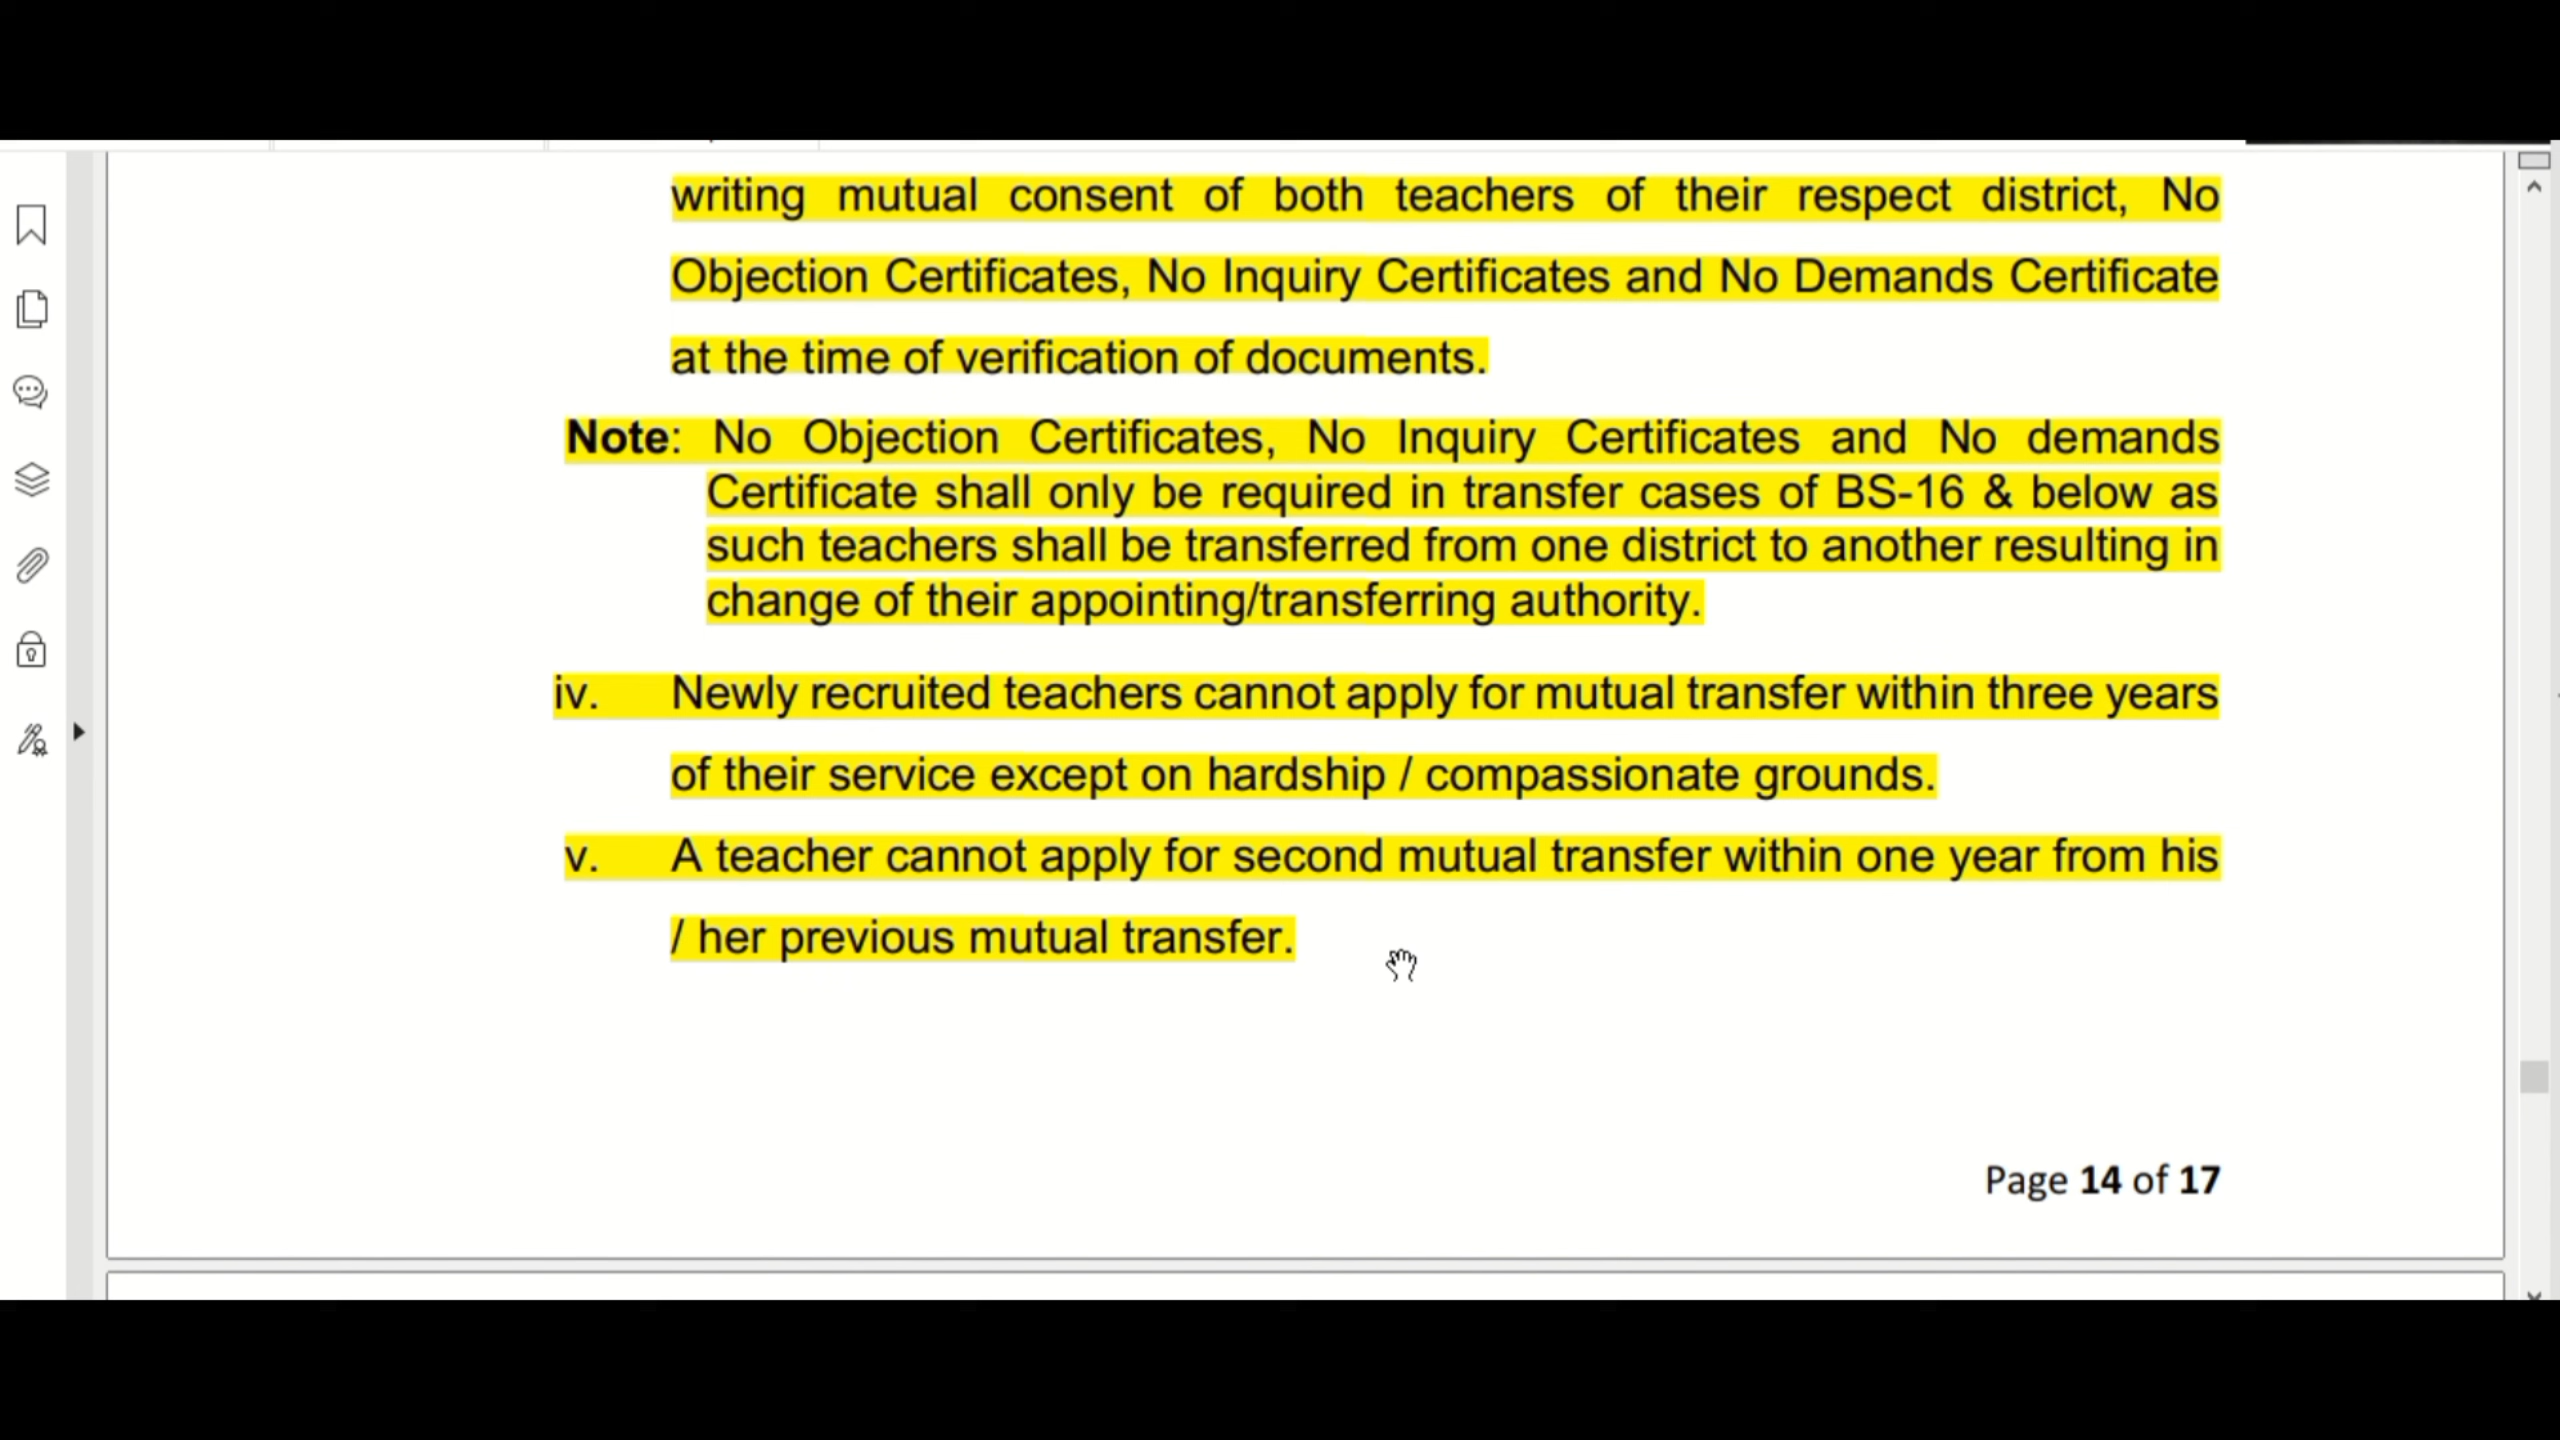 writing mutual consent of both teachers of their respect district, No
Objection Certificates, No Inquiry Certificates and No Demands Certificate
at the time of verification of documents.
Note: No Objection Certificates, No Inquiry Certificates and No demands
Certificate shall only be required in transfer cases of BS-16 & below as
such teachers shall be transferred from one district to another resulting in
change of their appointing/transferring authority.
iv. Newly recruited teachers cannot apply for mutual transfer within three years
of their service except on hardship / compassionate grounds.
v. A teacher cannot apply for second mutual transfer within one year from his
/ her previous mutual transfer.
Page 14 of 17